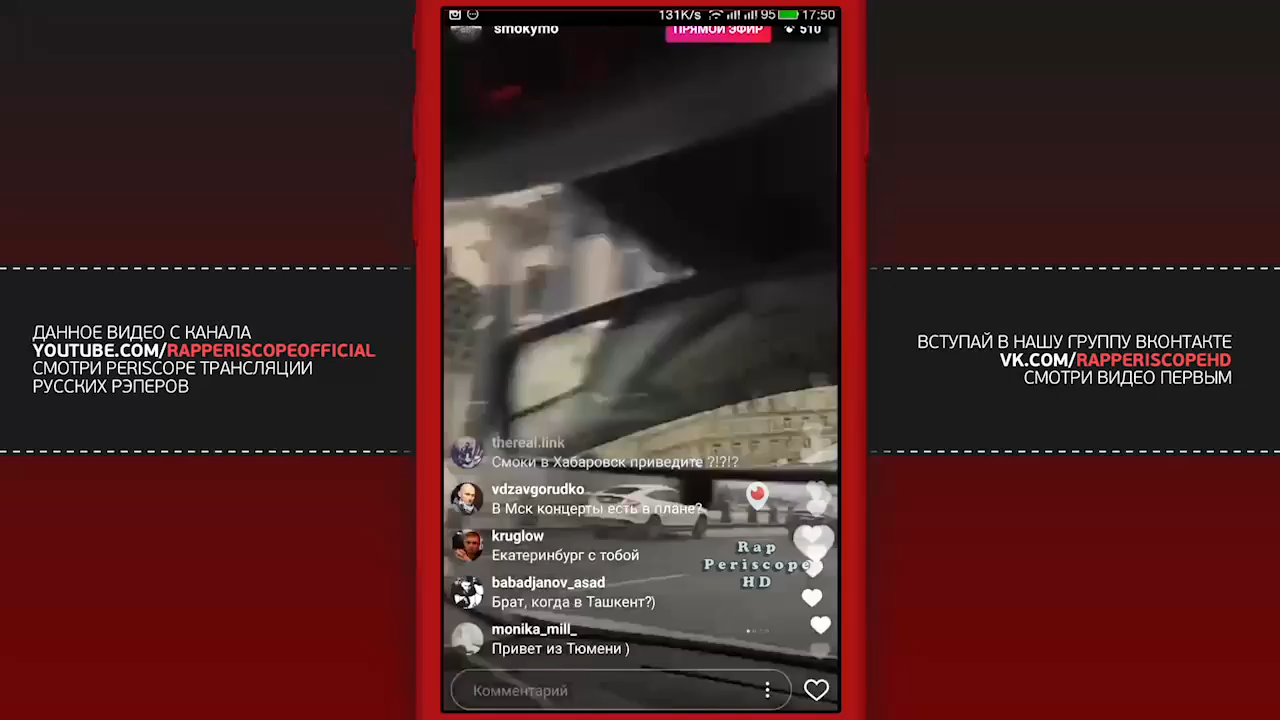 131K/s 95 17:50
smokymo ПРЯМОЙ ЭФИР 510
ДАННОЕ ВИДЕО С КАНАЛА
YOUTUBE.COM/RAPPERISCOPEOFFICIAL
СМОТРИ PERISCOPE ТРАНСЛЯЦИИ
РУССКИХ РЭПЕРОВ
ВСТУПАЙ В НАШУ ГРУППУ ВКОНТАКТЕ
VK.COM/RAPPERISCOPEHD
СМОТРИ ВИДЕО ПЕРВЫМ
thereal.link
Смоки в Хабаровск приведите ?!?!?
vdzavgorudko
В Мск концерты есть в плане?
kruglow
Екатеринбург с тобой
babadjanov_asad
Брат, когда в Ташкент?)
monika_mill_
Привет из Тюмени )
Rap
Periscope
HD
Комментарий